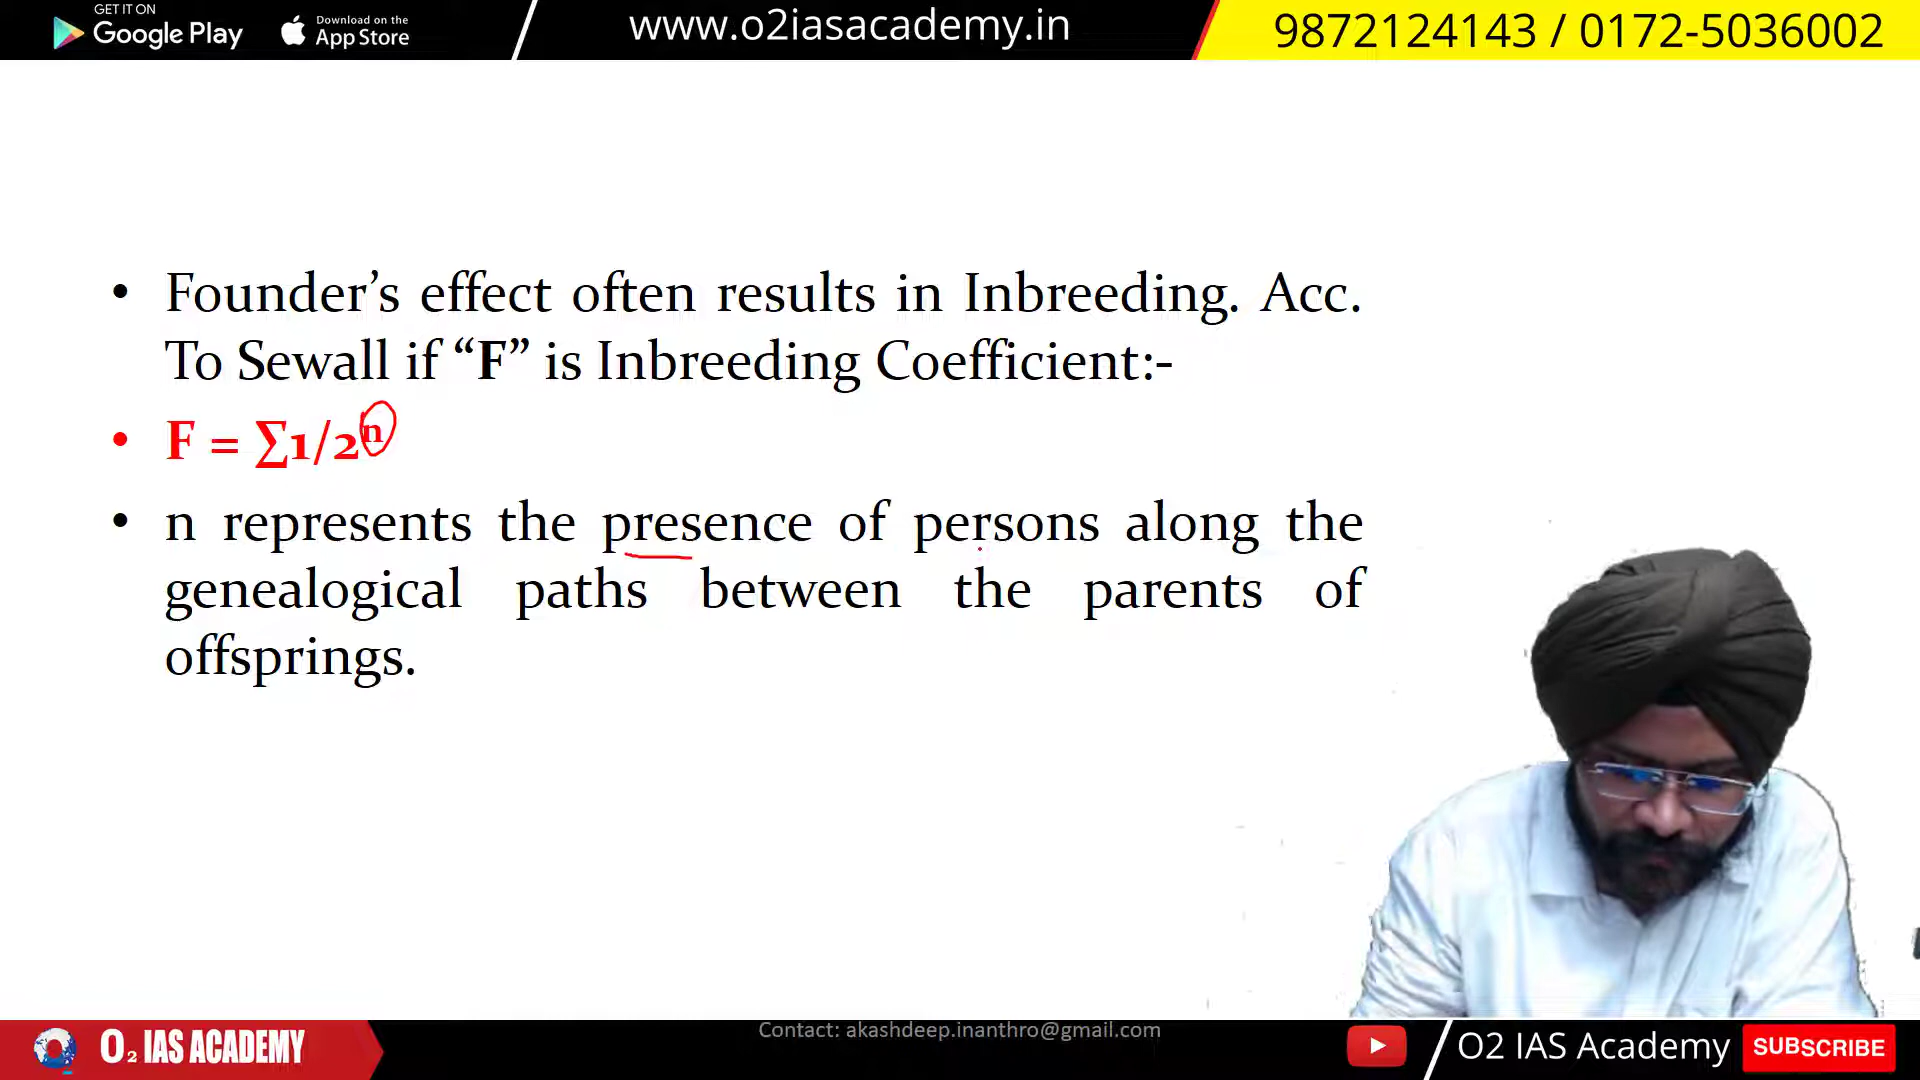 GET IT ON
Google Play
Download on the
App Store
www.o2iasacademy.in
9872124143 / 0172-5036002
• Founder’s effect often results in Inbreeding. Acc.
To Sewall if “F” is Inbreeding Coefficient:-
• F = ∑1/2ⁿ
• n represents the presence of persons along the
genealogical paths between the parents of
offsprings.
O₂ IAS ACADEMY
Contact: akashdeep.inanthro@gmail.com
O2 IAS Academy
SUBSCRIBE